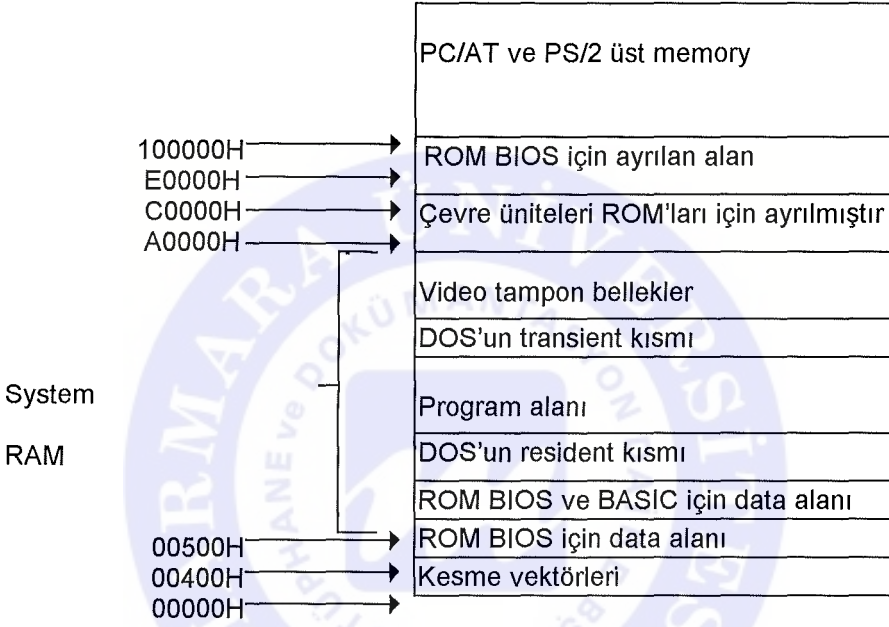 PC/AT ve PS/2 üst memory
100000H
ROM BIOS için ayrılan alan
E0000H
C0000H
Çevre üniteleri ROM'ları için ayrılmıştır
A0000H
Video tampon bellekler
DOS'un transient kısmı
System
Program alanı
RAM
DOS'un resident kısmı
ROM BIOS ve BASIC için data alanı
00500H
ROM BIOS için data alanı
00400H
Kesme vektörleri
00000H